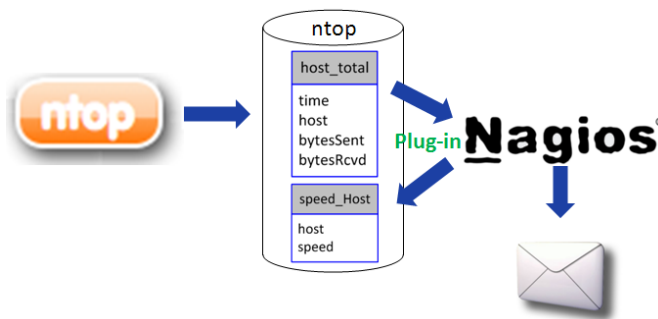 ntop
ntop
host_total
time
host
bytesSent
bytesRcvd
speed_Host
host
speed
Plug-in
Nagios